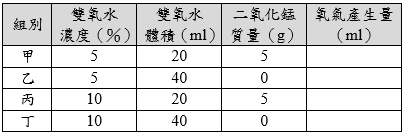 組別 雙氧水濃度（%） 雙氧水體積（ml） 二氧化錳質量（g） 氧氣產生量（ml）
甲 5 20 5
乙 5 40 0
丙 10 20 5
丁 10 40 0